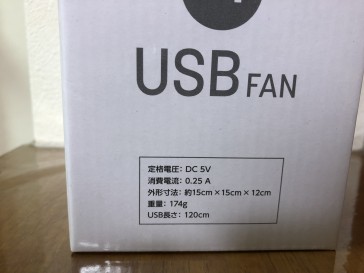 USB FAN
定格電圧: DC 5V
消費電流: 0.25 A
外形寸法: 約15cm×15cm×12cm
重量: 174g
USB長さ: 120cm